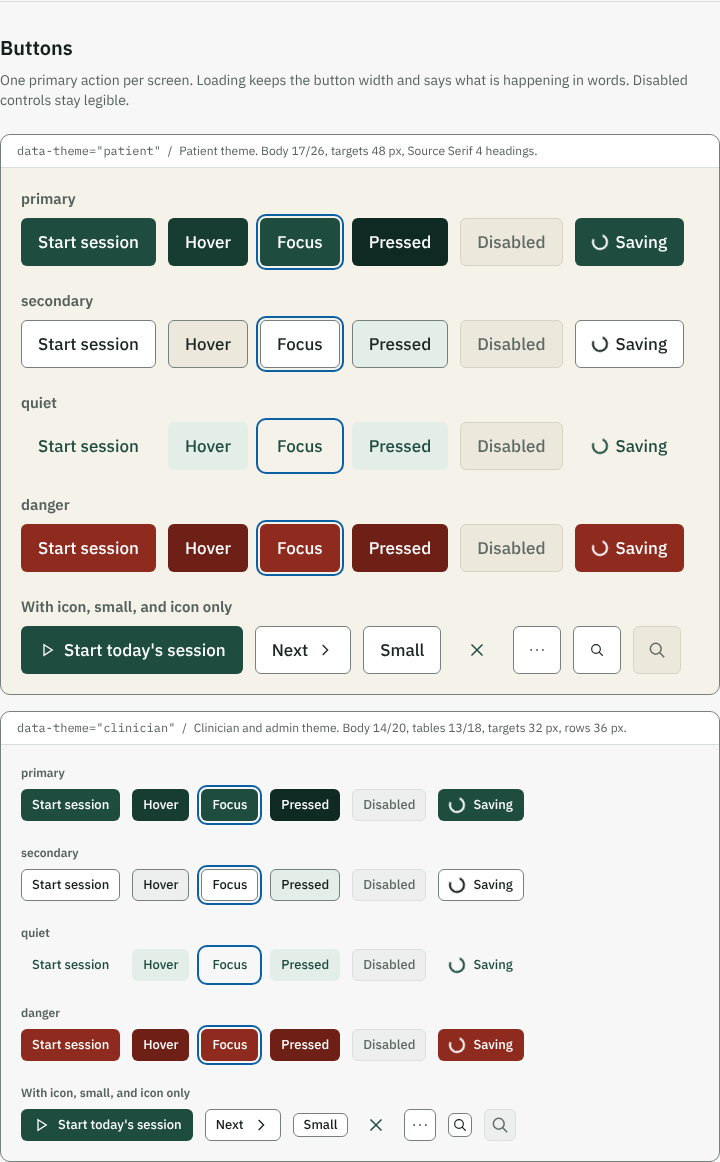 Buttons
One primary action per screen. Loading keeps the button width and says what is happening in words. Disabled
controls stay legible.
data-theme="patient" / Patient theme. Body 17/26, targets 48 px, Source Serif 4 headings.
primary
Start session Hover Focus Pressed Disabled Saving
secondary
Start session Hover Focus Pressed Disabled Saving
quiet
Start session Hover Focus Pressed Disabled Saving
danger
Start session Hover Focus Pressed Disabled Saving
With icon, small, and icon only
Start today's session Next Small
data-theme="clinician" / Clinician and admin theme. Body 14/20, tables 13/18, targets 32 px, rows 36 px.
primary
Start session Hover Focus Pressed Disabled Saving
secondary
Start session Hover Focus Pressed Disabled Saving
quiet
Start session Hover Focus Pressed Disabled Saving
danger
Start session Hover Focus Pressed Disabled Saving
With icon, small, and icon only
Start today's session Next Small